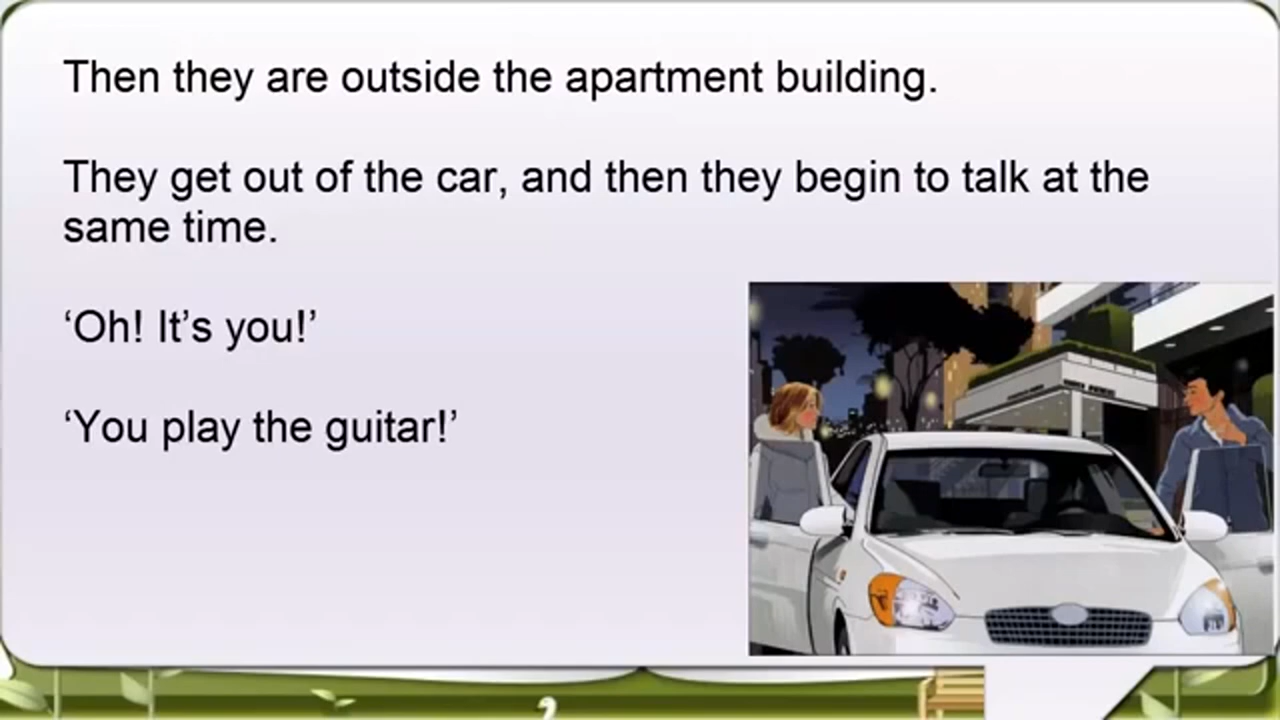 Then they are outside the apartment building.
They get out of the car, and then they begin to talk at the
same time.
‘Oh! It’s you!’
‘You play the guitar!’